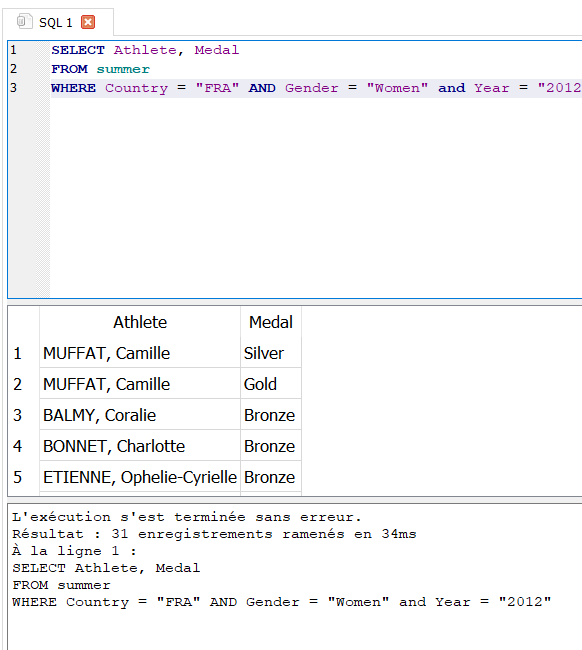 SQL 1
1 SELECT Athlete, Medal
2 FROM summer
3 WHERE Country = "FRA" AND Gender = "Women" and Year = "2012
Athlete Medal
1 MUFFAT, Camille Silver
2 MUFFAT, Camille Gold
3 BALMY, Coralie Bronze
4 BONNET, Charlotte Bronze
5 ETIENNE, Ophelie-Cyrielle Bronze
L'exécution s'est terminée sans erreur.
Résultat : 31 enregistrements ramenés en 34ms
À la ligne 1 :
SELECT Athlete, Medal
FROM summer
WHERE Country = "FRA" AND Gender = "Women" and Year = "2012"